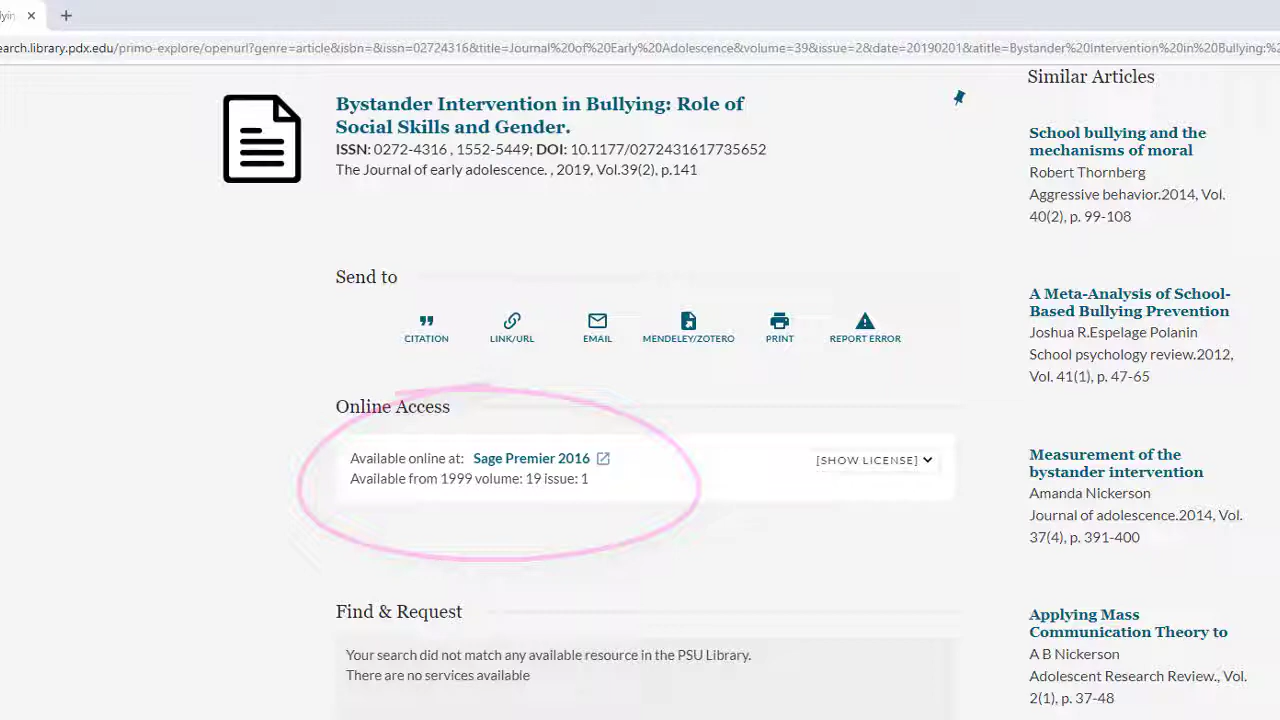 earch.library.pdx.edu/primo-explore/openurl?genre=article&isbn=&issn=02724316&title=Journal%20of%20Early%20Adolescence&volume=39&issue=2&date=20190201&atitle=Bystander%20Intervention%20in%20Bullying:%2
Bystander Intervention in Bullying: Role of
Social Skills and Gender.
ISSN: 0272-4316 , 1552-5449; DOI: 10.1177/0272431617735652
The Journal of early adolescence. , 2019, Vol.39(2), p.141
Send to
CITATION
LINK/URL
EMAIL
MENDELEY/ZOTERO
PRINT
REPORT ERROR
Online Access
Available online at: Sage Premier 2016
Available from 1999 volume: 19 issue: 1
[SHOW LICENSE]
Find & Request
Your search did not match any available resource in the PSU Library.
There are no services available
Similar Articles
School bullying and the
mechanisms of moral
Robert Thornberg
Aggressive behavior.2014, Vol.
40(2), p. 99-108
A Meta-Analysis of School-
Based Bullying Prevention
Joshua R.Espelage Polanin
School psychology review.2012,
Vol. 41(1), p. 47-65
Measurement of the
bystander intervention
Amanda Nickerson
Journal of adolescence.2014, Vol.
37(4), p. 391-400
Applying Mass
Communication Theory to
A B Nickerson
Adolescent Research Review., Vol.
2(1), p. 37-48